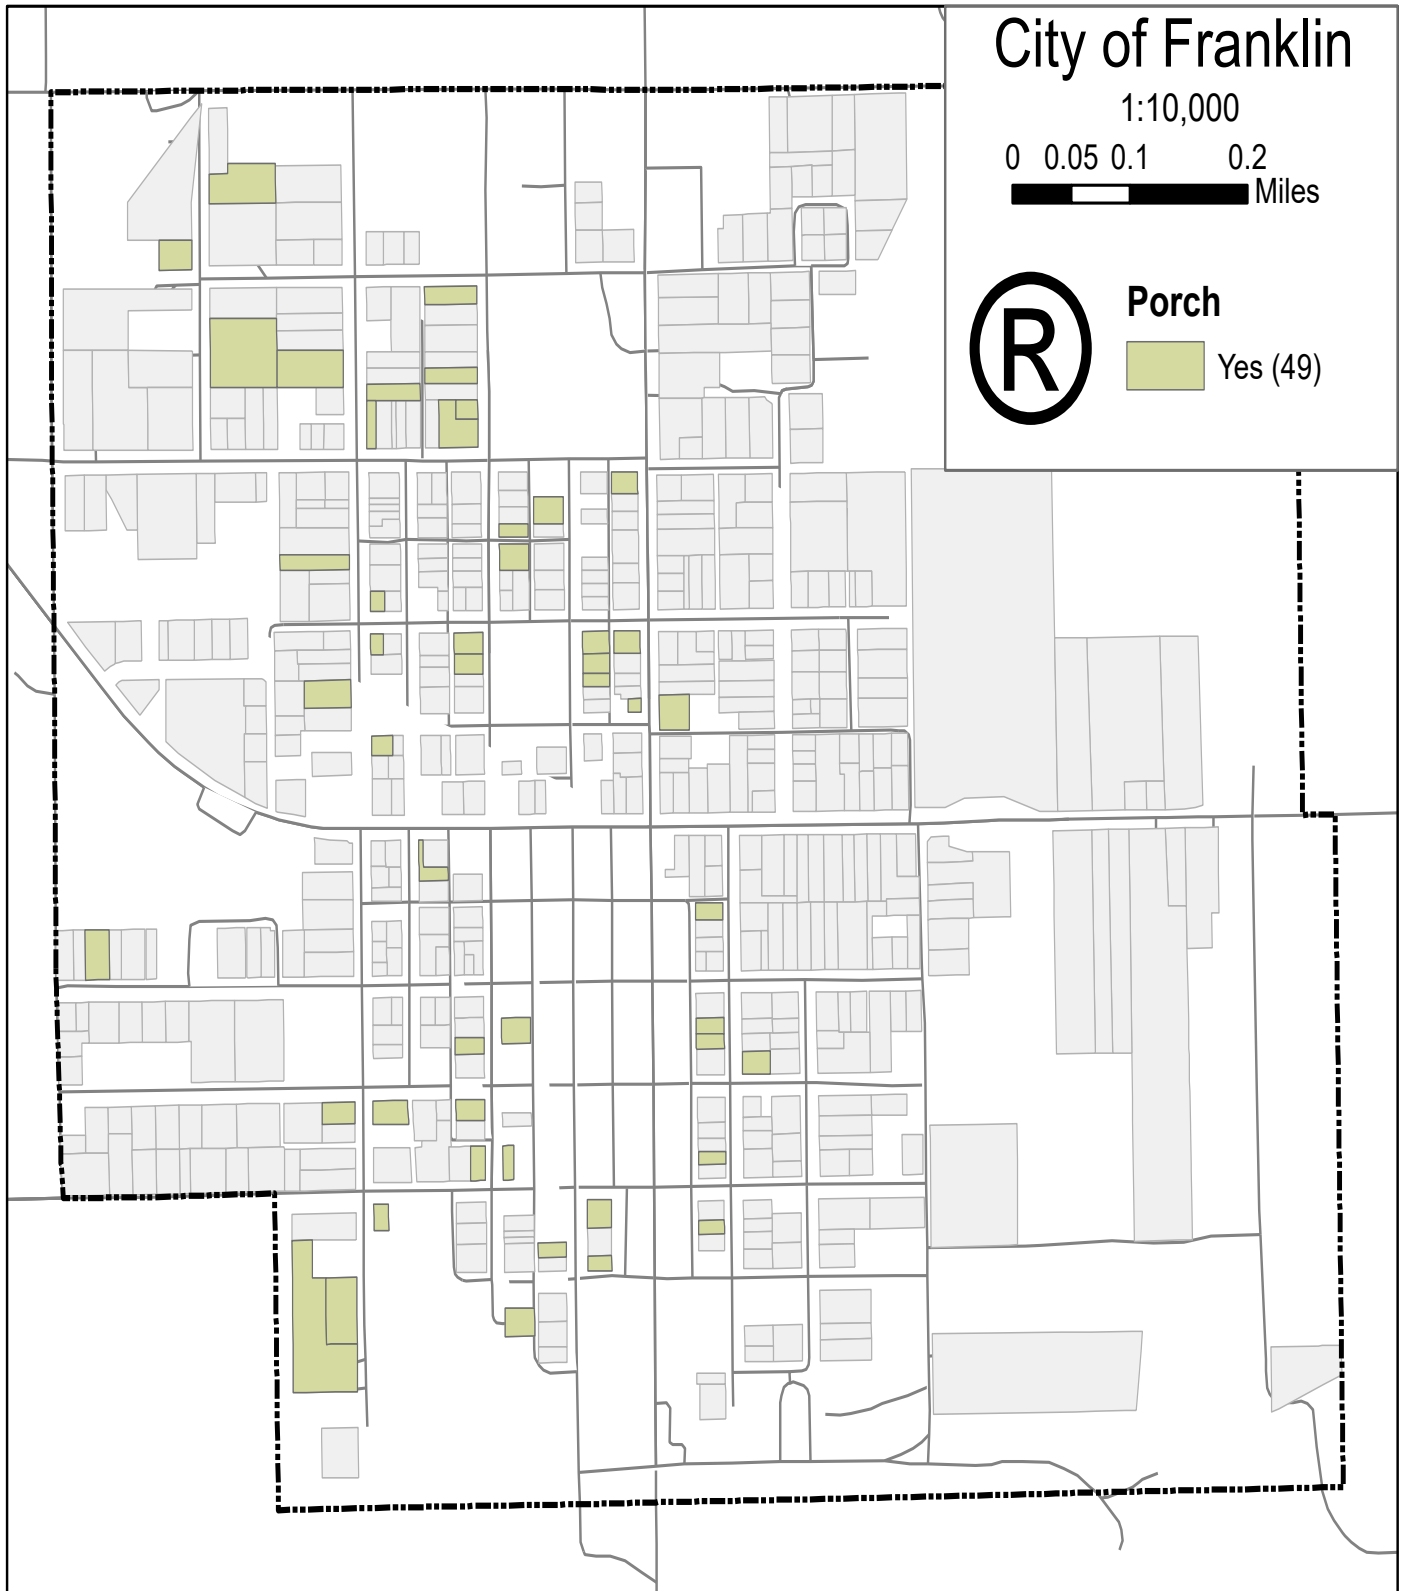 City of Franklin
1:10,000
0 0.05 0.1 0.2
Miles
R
Porch
Yes (49)